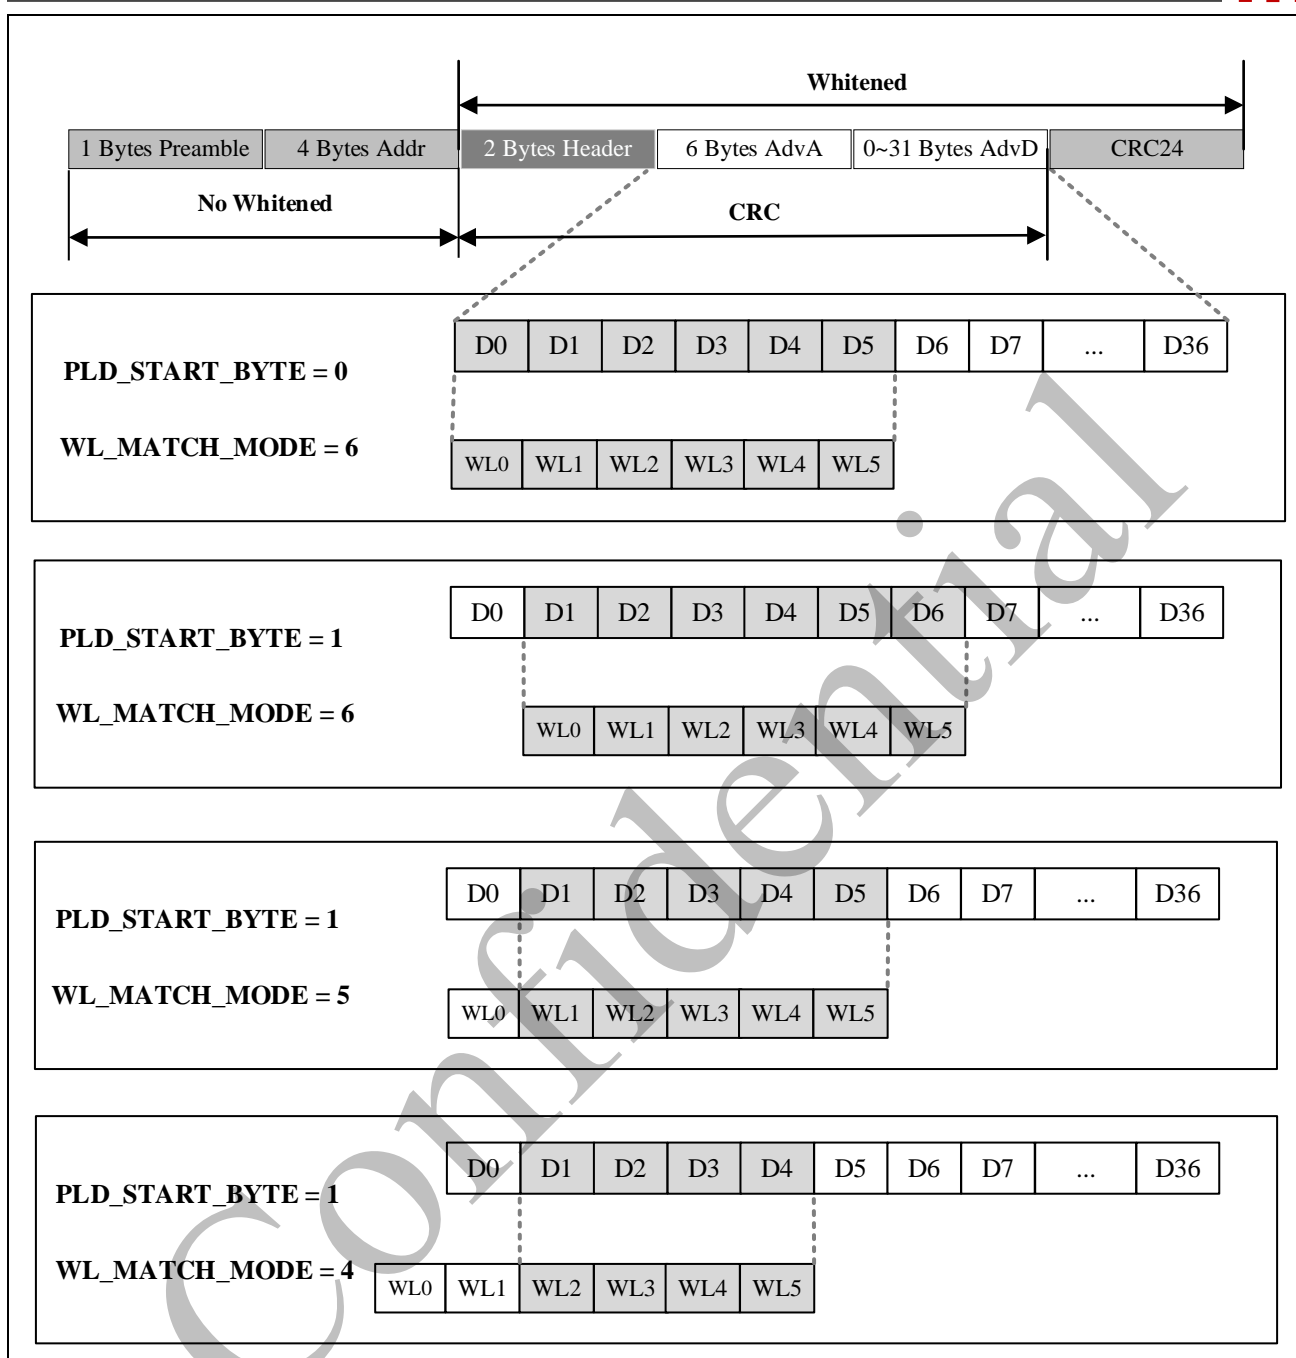 Whitened
1 Bytes Preamble 4 Bytes Addr 2 Bytes Header 6 Bytes AdvA 0~31 Bytes AdvD CRC24
No Whitened CRC
D0 D1 D2 D3 D4 D5 D6 D7 ... D36
PLD_START_BYTE = 0
WL_MATCH_MODE = 6
WL0 WL1 WL2 WL3 WL4 WL5
D0 D1 D2 D3 D4 D5 D6 D7 ... D36
PLD_START_BYTE = 1
WL_MATCH_MODE = 6
WL0 WL1 WL2 WL3 WL4 WL5
D0 D1 D2 D3 D4 D5 D6 D7 ... D36
PLD_START_BYTE = 1
WL_MATCH_MODE = 5
WL0 WL1 WL2 WL3 WL4 WL5
D0 D1 D2 D3 D4 D5 D6 D7 ... D36
PLD_START_BYTE = 1
WL_MATCH_MODE = 4
WL0 WL1 WL2 WL3 WL4 WL5
Confidential